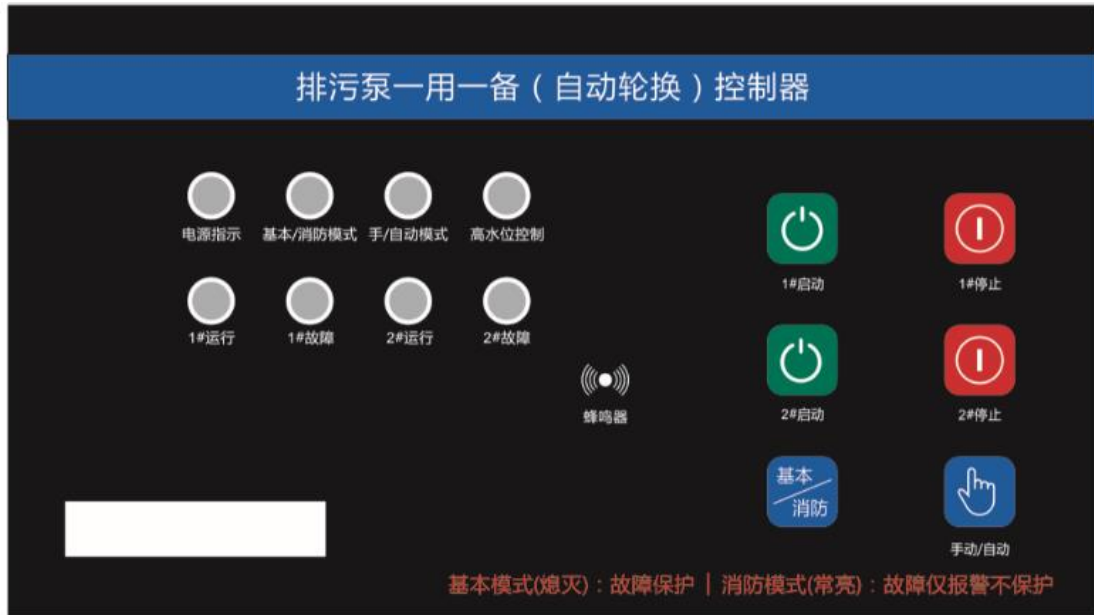 排污泵一用一备（自动轮换）控制器
电源指示 基本/消防模式 手/自动模式 高水位控制
1#启动 1#停止
1#运行 1#故障 2#运行 2#故障
蜂鸣器
2#启动 2#停止
基本/消防
手动/自动
基本模式(熄灭)：故障保护 | 消防模式(常亮)：故障仅报警不保护